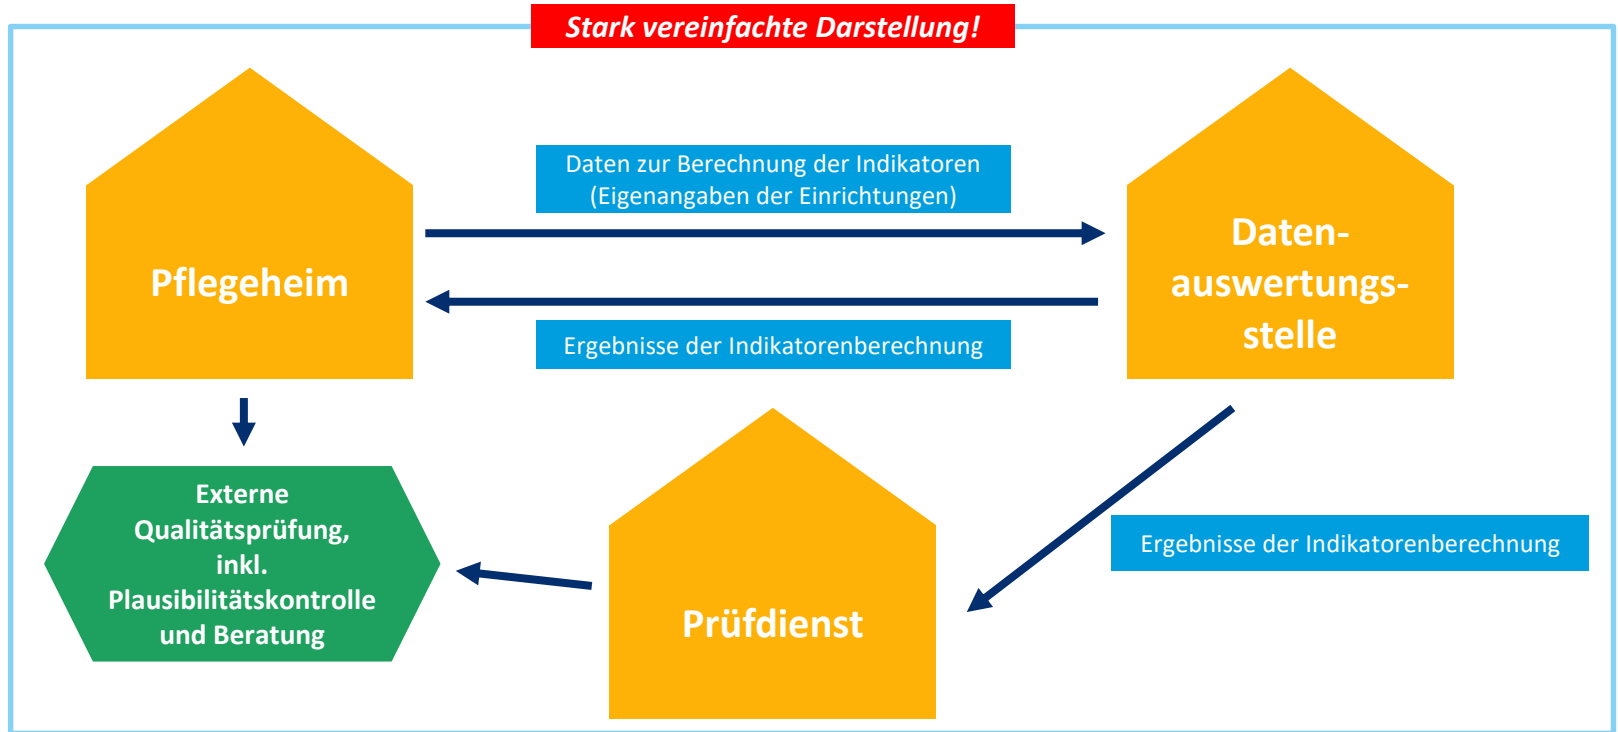 Stark vereinfachte Darstellung!
Daten zur Berechnung der Indikatoren
(Eigenangaben der Einrichtungen)
Pflegeheim
Daten-
auswertungs-
stelle
Ergebnisse der Indikatorenberechnung
Externe
Qualitätsprüfung,
inkl.
Plausibilitätskontrolle
und Beratung
Prüfdienst
Ergebnisse der Indikatorenberechnung